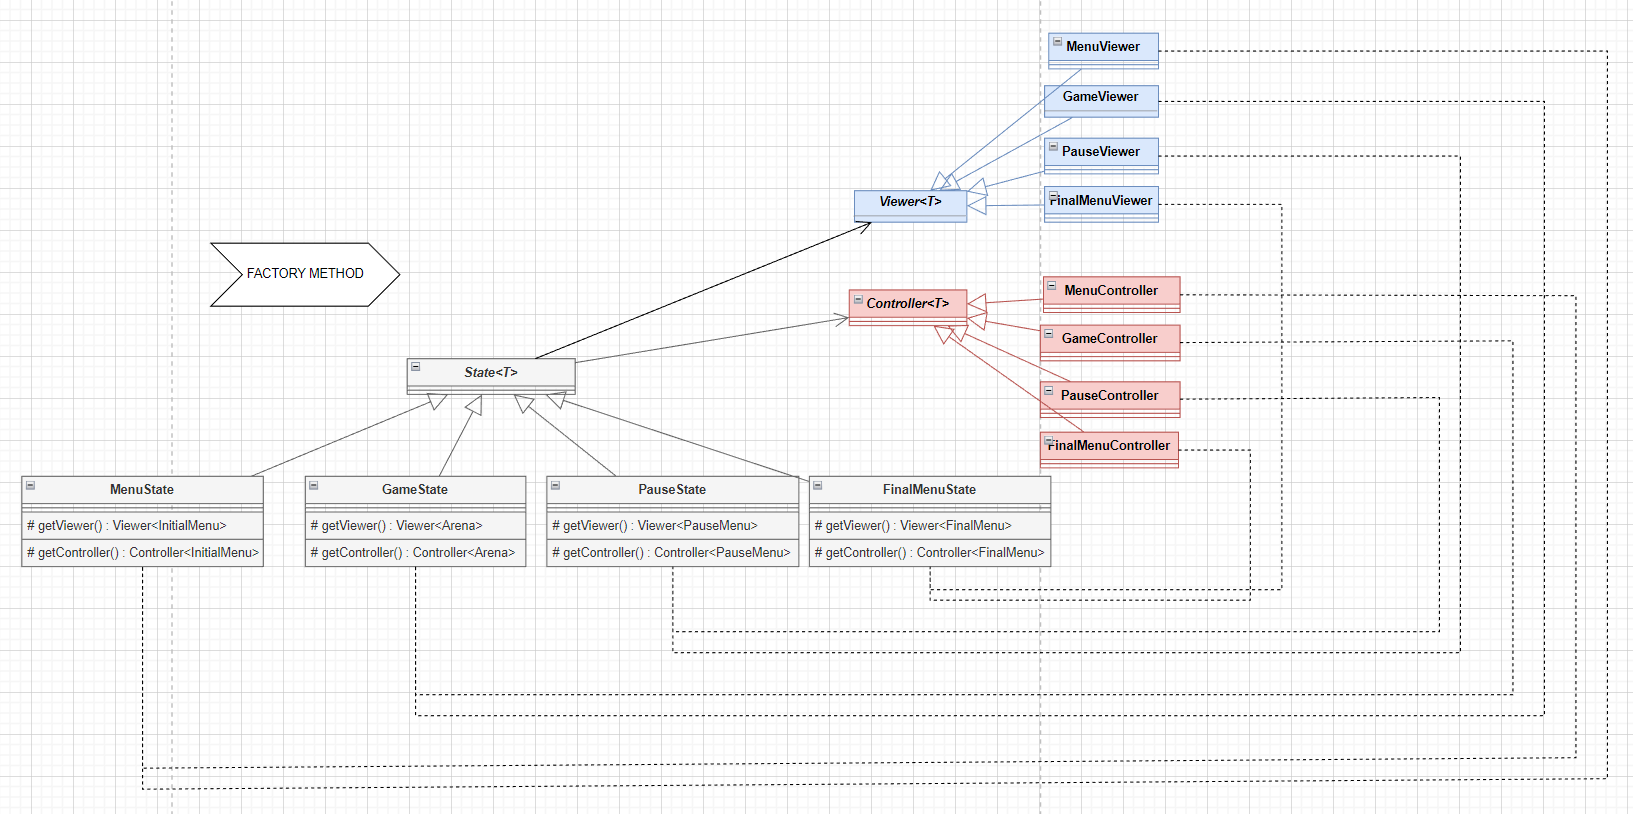 MenuViewer
GameViewer
PauseViewer
Viewer<T>
FinalMenuViewer
FACTORY METHOD
Controller<T>
MenuController
GameController
State<T>
PauseController
FinalMenuController
MenuState
# getViewer() : Viewer<InitialMenu>
# getController() : Controller<InitialMenu>
GameState
# getViewer() : Viewer<Arena>
# getController() : Controller<Arena>
PauseState
# getViewer() : Viewer<PauseMenu>
# getController() : Controller<PauseMenu>
FinalMenuState
# getViewer() : Viewer<FinalMenu>
# getController() : Controller<FinalMenu>